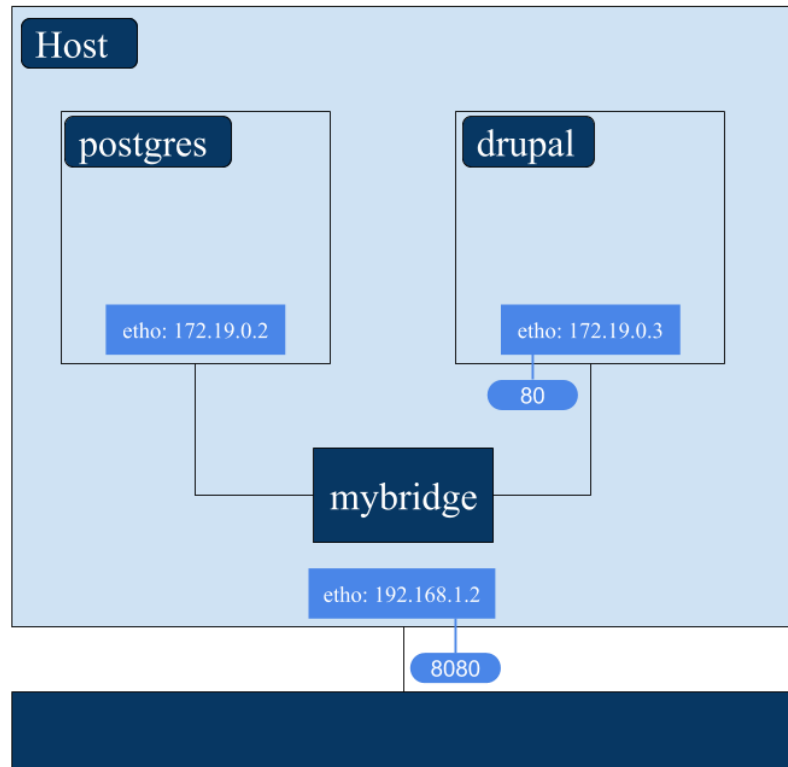 Host
postgres
drupal
etho: 172.19.0.2
etho: 172.19.0.3
80
mybridge
etho: 192.168.1.2
8080